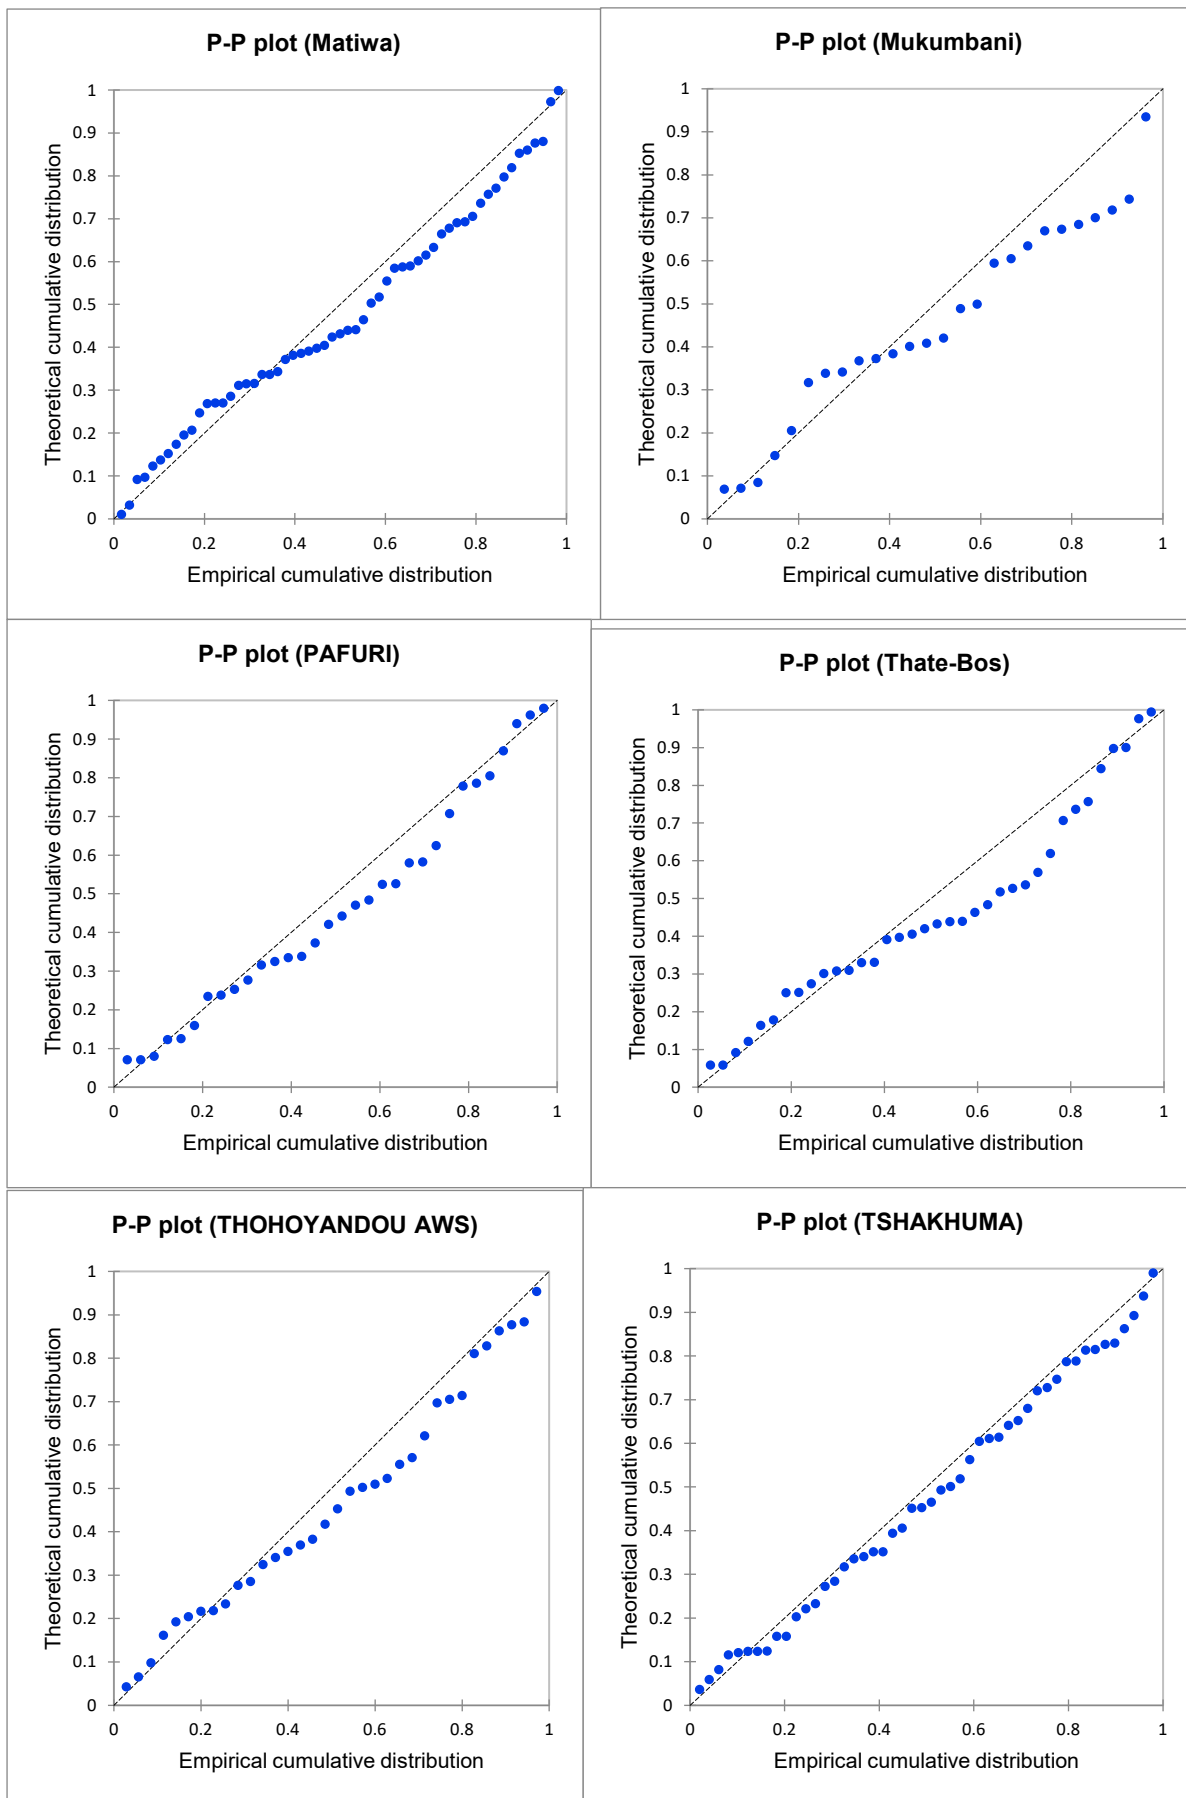 P-P plot (Matiwa)
1
0.9
0.8
0.7
0.6
0.5
0.4
0.3
0.2
0.1
0
0 0.2 0.4 0.6 0.8 1
Theoretical cumulative distribution
Empirical cumulative distribution
P-P plot (Mukumbani)
1
0.9
0.8
0.7
0.6
0.5
0.4
0.3
0.2
0.1
0
0 0.2 0.4 0.6 0.8 1
Theoretical cumulative distribution
Empirical cumulative distribution
P-P plot (PAFURI)
1
0.9
0.8
0.7
0.6
0.5
0.4
0.3
0.2
0.1
0
0 0.2 0.4 0.6 0.8 1
Theoretical cumulative distribution
Empirical cumulative distribution
P-P plot (Thate-Bos)
1
0.9
0.8
0.7
0.6
0.5
0.4
0.3
0.2
0.1
0
0 0.2 0.4 0.6 0.8 1
Theoretical cumulative distribution
Empirical cumulative distribution
P-P plot (THOHOYANDOU AWS)
1
0.9
0.8
0.7
0.6
0.5
0.4
0.3
0.2
0.1
0
0 0.2 0.4 0.6 0.8 1
Theoretical cumulative distribution
Empirical cumulative distribution
P-P plot (TSHAKHUMA)
1
0.9
0.8
0.7
0.6
0.5
0.4
0.3
0.2
0.1
0
0 0.2 0.4 0.6 0.8 1
Theoretical cumulative distribution
Empirical cumulative distribution